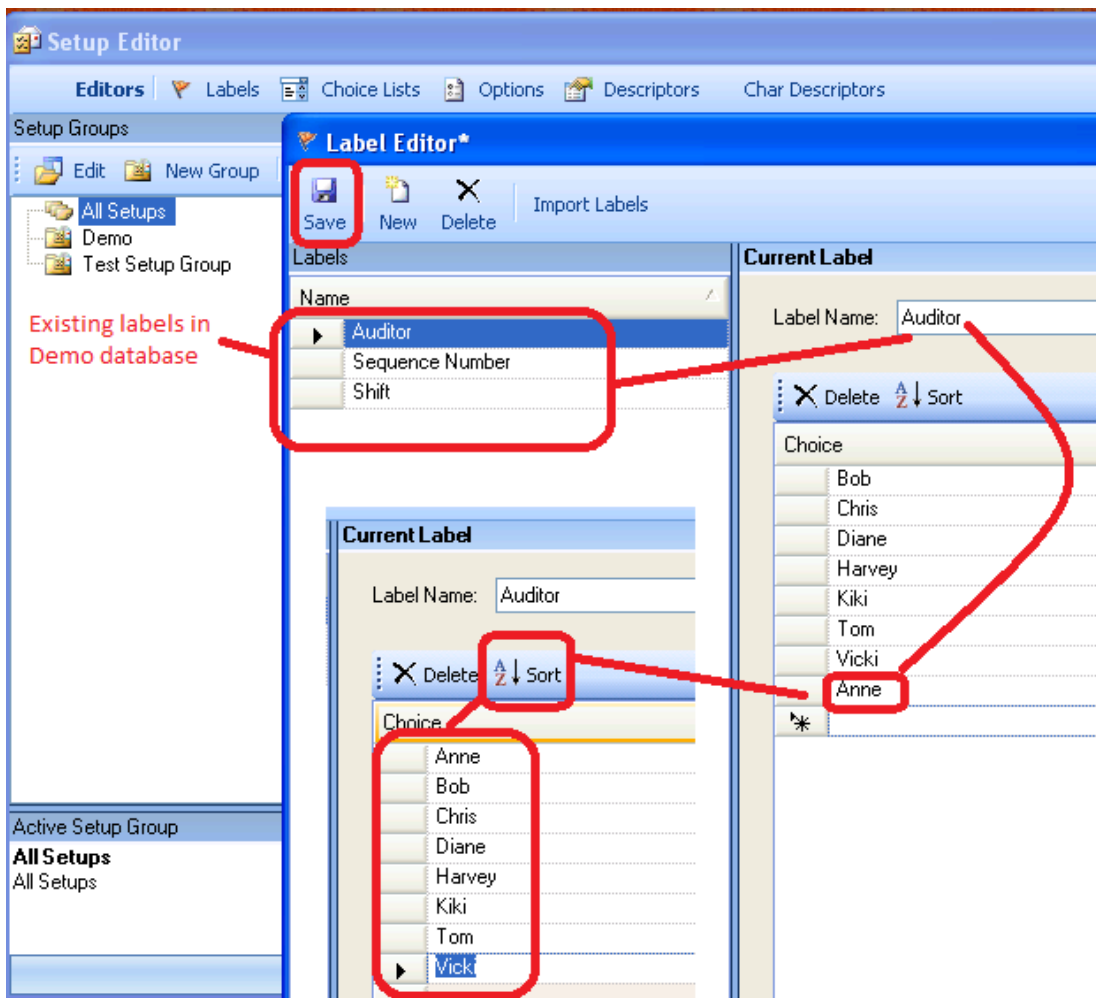 Setup Editor
Editors Labels Choice Lists Options Descriptors Char Descriptors
Setup Groups
Edit New Group
All Setups
Demo
Test Setup Group
Existing labels in
Demo database
Label Editor*
Save New Delete Import Labels
Labels
Name
Auditor
Sequence Number
Shift
Current Label
Label Name: Auditor
Delete Sort
Choice
Bob
Chris
Diane
Harvey
Kiki
Tom
Vicki
Anne
Current Label
Label Name: Auditor
Delete Sort
Choice
Anne
Bob
Chris
Diane
Harvey
Kiki
Tom
Vicki
Active Setup Group
All Setups
All Setups